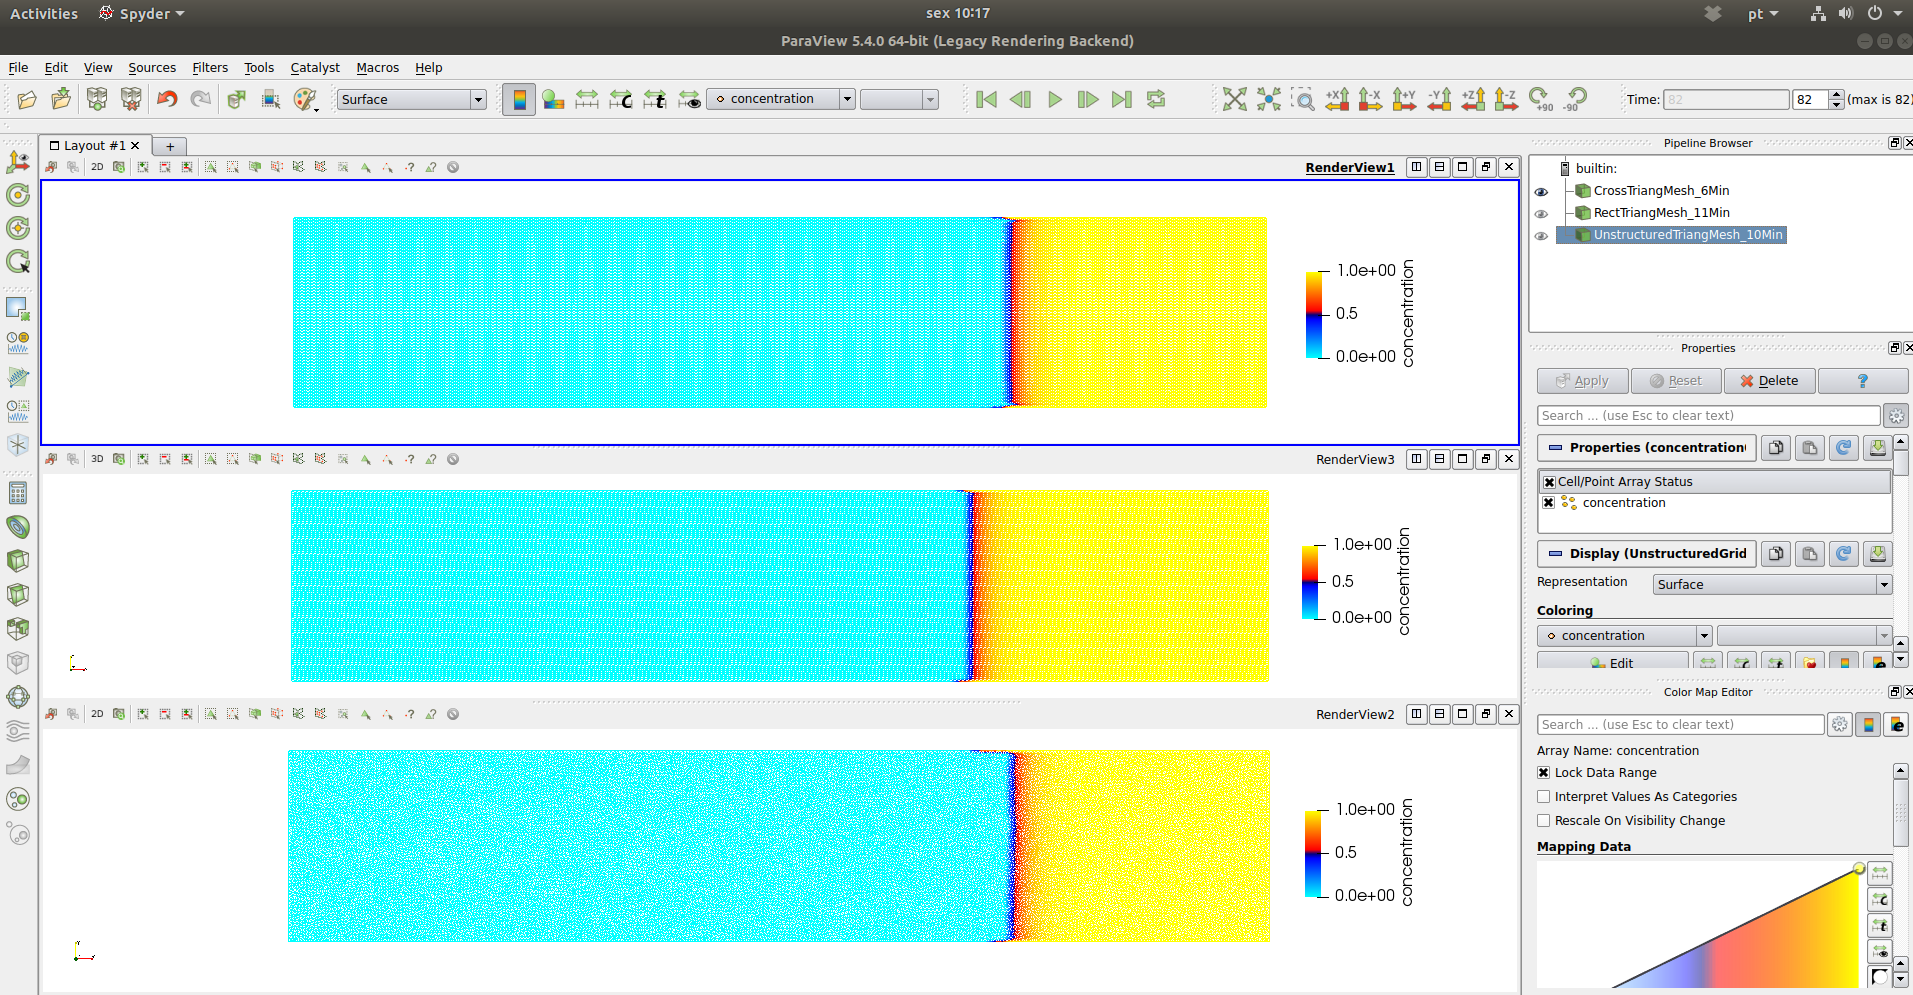 Activities Spyder sex 10:17 pt
ParaView 5.4.0 64-bit (Legacy Rendering Backend)
File Edit View Sources Filters Tools Catalyst Macros Help
Surface concentration +X -X +Y -Y +Z -Z +90 -90 Time: 82 82 (max is 82)
Layout #1 +
2D RenderView1
1.0e+00
0.5
0.0e+00
concentration
3D RenderView3
1.0e+00
0.5
0.0e+00
concentration
2D RenderView2
1.0e+00
0.5
0.0e+00
concentration
Pipeline Browser
builtin:
CrossTriangMesh_6Min
RectTriangMesh_11Min
UnstructuredTriangMesh_10Min
Properties
Apply Reset Delete ?
Search ... (use Esc to clear text)
Properties (concentration
Cell/Point Array Status
concentration
Display (UnstructuredGrid
Representation Surface
Coloring
concentration
Edit
Color Map Editor
Search ... (use Esc to clear text)
Array Name: concentration
Lock Data Range
Interpret Values As Categories
Rescale On Visibility Change
Mapping Data